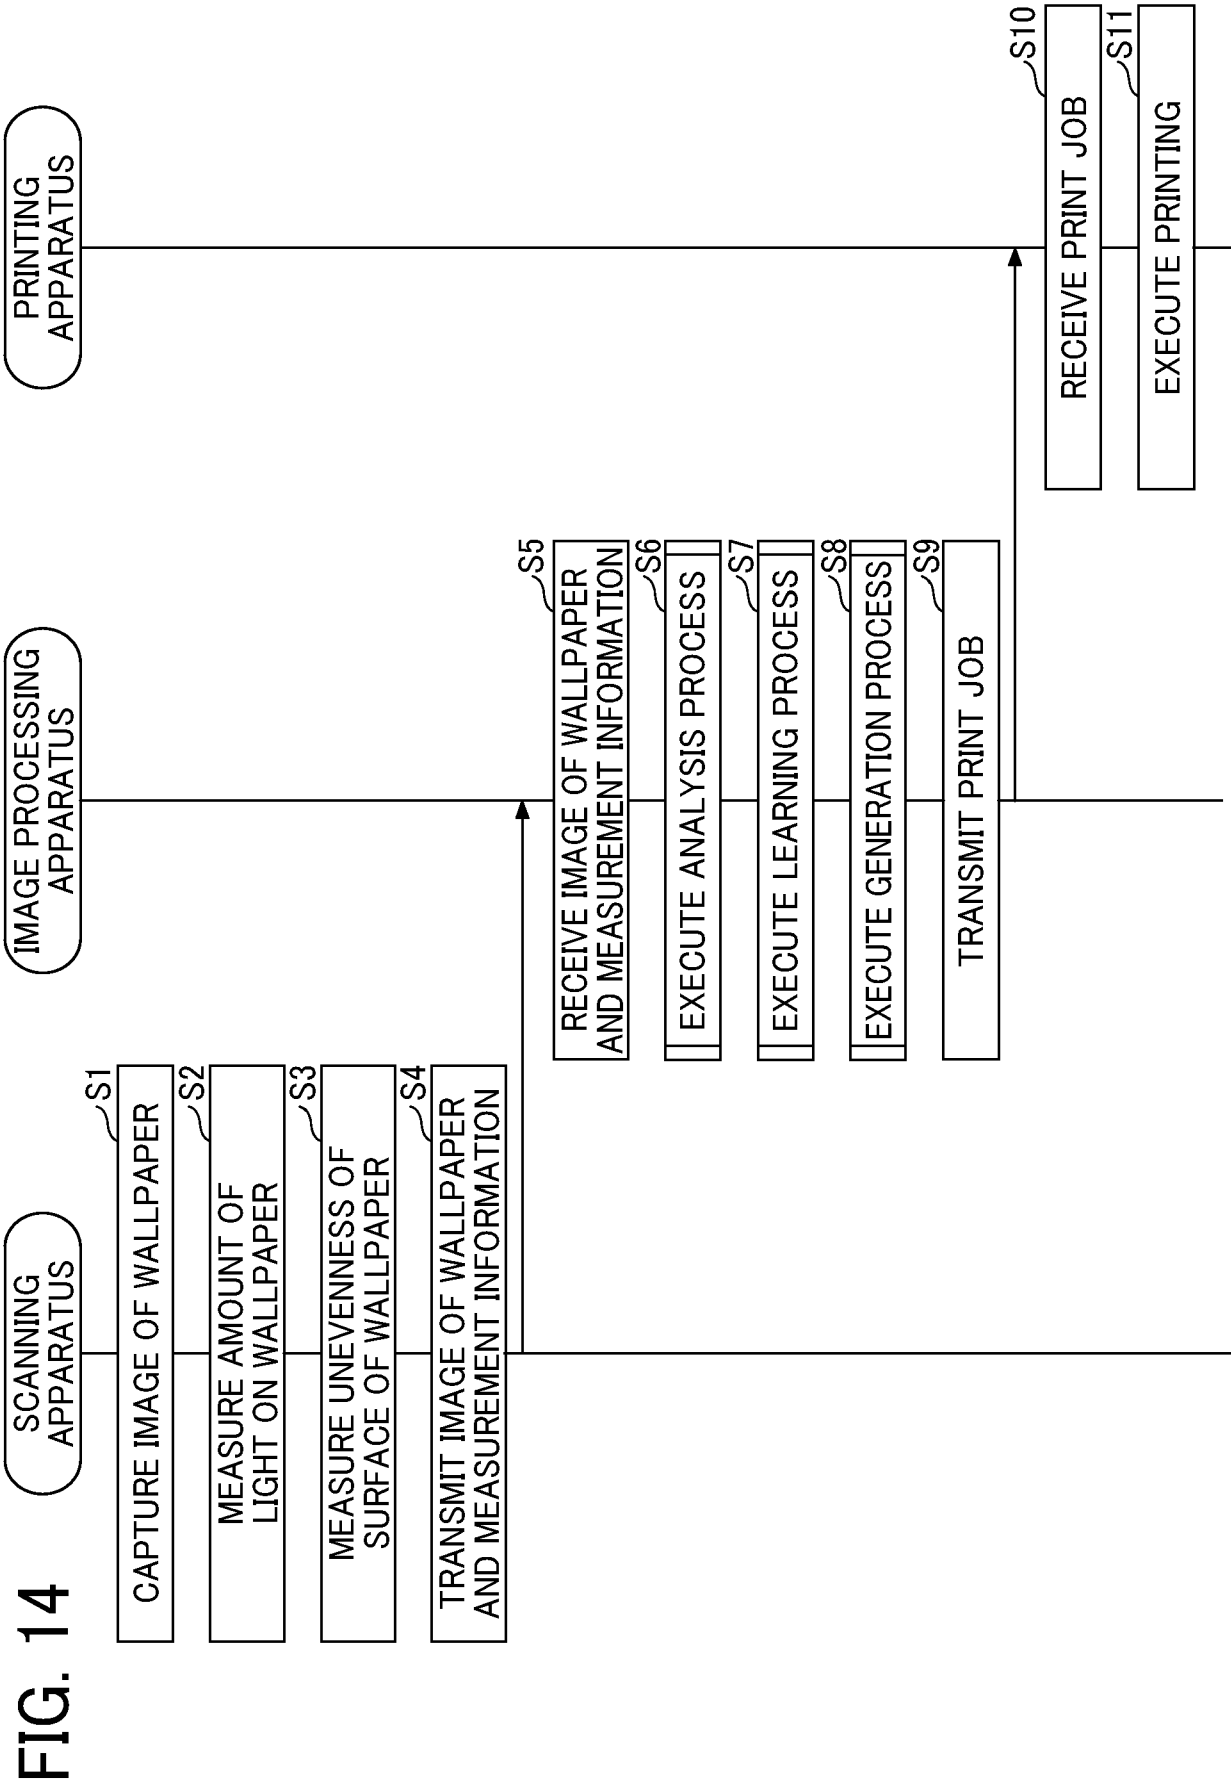 FIG. 14
SCANNING
APPARATUS
IMAGE PROCESSING
APPARATUS
PRINTING
APPARATUS
S1
CAPTURE IMAGE OF WALLPAPER
S2
MEASURE AMOUNT OF
LIGHT ON WALLPAPER
S3
MEASURE UNEVENNESS OF
SURFACE OF WALLPAPER
S4
TRANSMIT IMAGE OF WALLPAPER
AND MEASUREMENT INFORMATION
S5
RECEIVE IMAGE OF WALLPAPER
AND MEASUREMENT INFORMATION
S6
EXECUTE ANALYSIS PROCESS
S7
EXECUTE LEARNING PROCESS
S8
EXECUTE GENERATION PROCESS
S9
TRANSMIT PRINT JOB
S10
RECEIVE PRINT JOB
S11
EXECUTE PRINTING